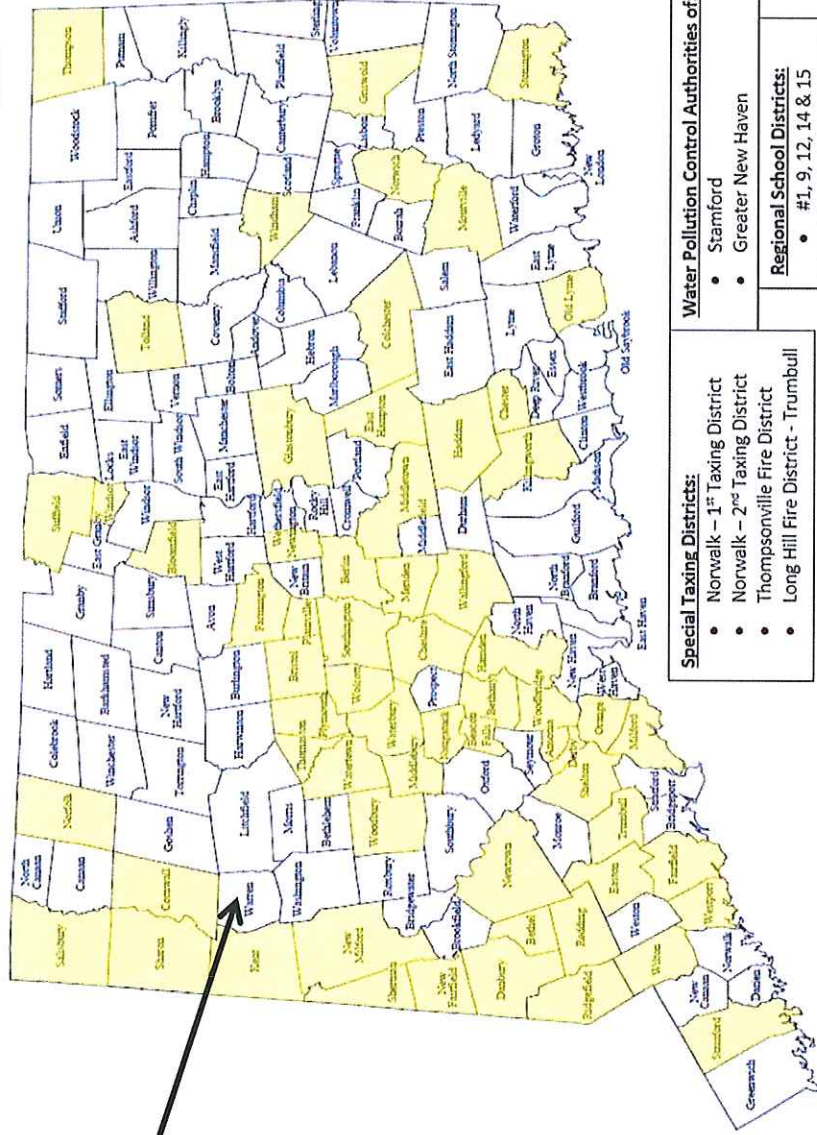 Thompson
Woodstock
Putnam
Union
Stafford
Somers
Enfield
Suffield
Hartland
Colebrook
Norfolk
North
Canaan
Canaan
Salisbury
Killingly
Pomfret
Eastford
Ashford
Willington
Tolland
Ellington
East
Windsor
Windsor
Locks
East Granby
Granby
Barkhamsted
Winchester
Brooklyn
Hampton
Chaplin
Mansfield
Coventry
Vernon
South Windsor
Windsor
Bloomfield
Simsbury
Canton
New
Hartford
Torrington
Goshen
Cornwall
Sharon
Sterling
Plainfield
Canterbury
Scotland
Windham
Columbia
Andover
Bolton
Manchester
East
Hartford
Hartford
West
Hartford
Avon
Burlington
Harwinton
Litchfield
Warren
Kent
Voluntown
Griswold
Lisbon
Sprague
Franklin
Lebanon
Hebron
Marlborough
Glastonbury
Wethersfield
Newington
Rocky
Hill
New
Britain
Farmington
Plainville
Bristol
Plymouth
Thomaston
Morris
Bethlehem
Washington
New
Milford
North Stonington
Preston
Norwich
Bozrah
Colchester
East
Hampton
Portland
Cromwell
Berlin
Southington
Wolcott
Watertown
Waterbury
Middlebury
Woodbury
Roxbury
Bridgewater
Sherman
Stonington
Ledyard
Groton
Montville
Salem
East Haddam
Haddam
Middletown
Middlefield
Meriden
Cheshire
Prospect
Naugatuck
Beacon
Falls
Oxford
Southbury
Brookfield
New
Fairfield
Waterford
New
London
East
Lyme
Lyme
Old Lyme
Chester
Deep River
Essex
Durham
Wallingford
Hamden
Bethany
Woodbridge
Seymour
Ansonia
Derby
Newtown
Bethel
Danbury
Old Saybrook
Westbrook
Clinton
Killingworth
Madison
Guilford
North
Branford
Branford
North
Haven
New Haven
East Haven
West
Haven
Orange
Milford
Shelton
Monroe
Trumbull
Stratford
Bridgeport
Easton
Redding
Ridgefield
Fairfield
Weston
Westport
Wilton
Norwalk
New
Canaan
Darien
Stamford
Greenwich
Special Taxing Districts:
• Norwalk – 1st Taxing District
• Norwalk – 2nd Taxing District
• Thompsonville Fire District
• Long Hill Fire District - Trumbull
Water Pollution Control Authorities of
• Stamford
• Greater New Haven
Regional School Districts:
• #1, 9, 12, 14 & 15